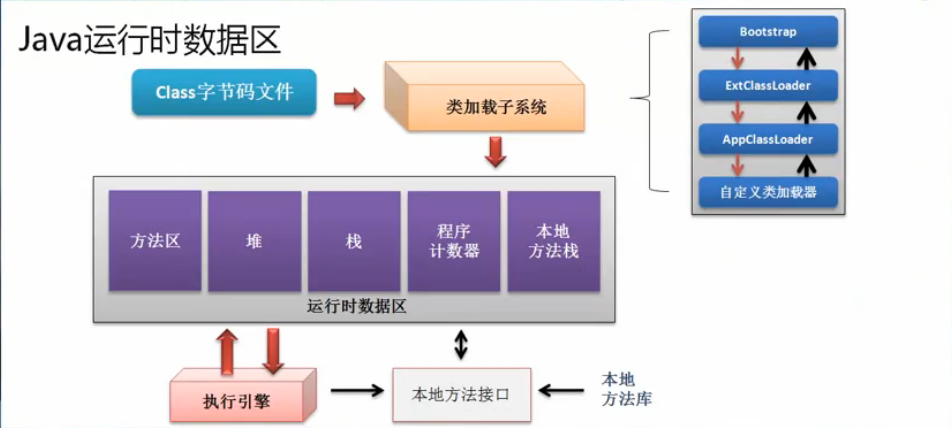 Java运行时数据区
Class字节码文件
类加载子系统
Bootstrap
ExtClassLoader
AppClassLoader
自定义类加载器
方法区
堆
栈
程序
计数器
本地
方法栈
运行时数据区
执行引擎
本地方法接口
本地
方法库